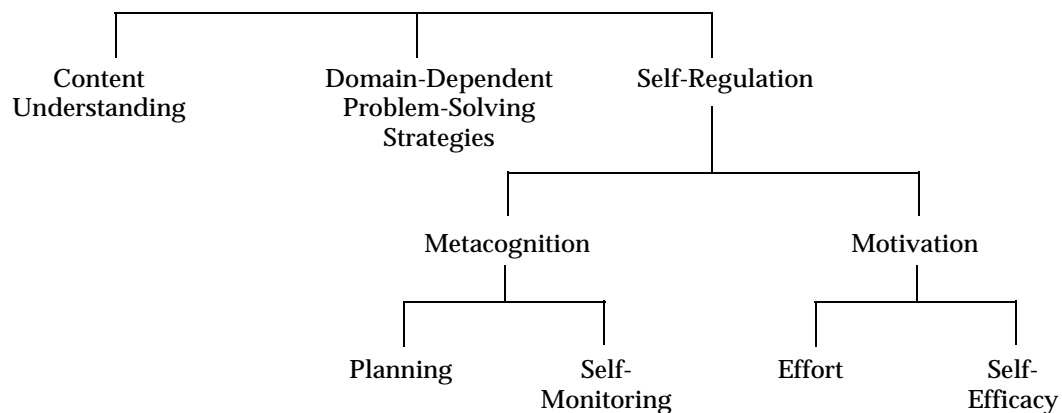 Content
Understanding
Domain-Dependent
Problem-Solving
Strategies
Self-Regulation
Metacognition
Motivation
Planning
Self-
Monitoring
Effort
Self-
Efficacy